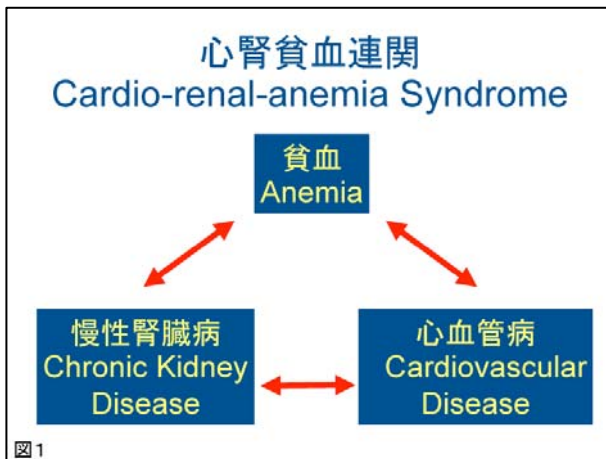 心腎貧血連関
Cardio-renal-anemia Syndrome
貧血
Anemia
慢性腎臓病
Chronic Kidney
Disease
心血管病
Cardiovascular
Disease
図1